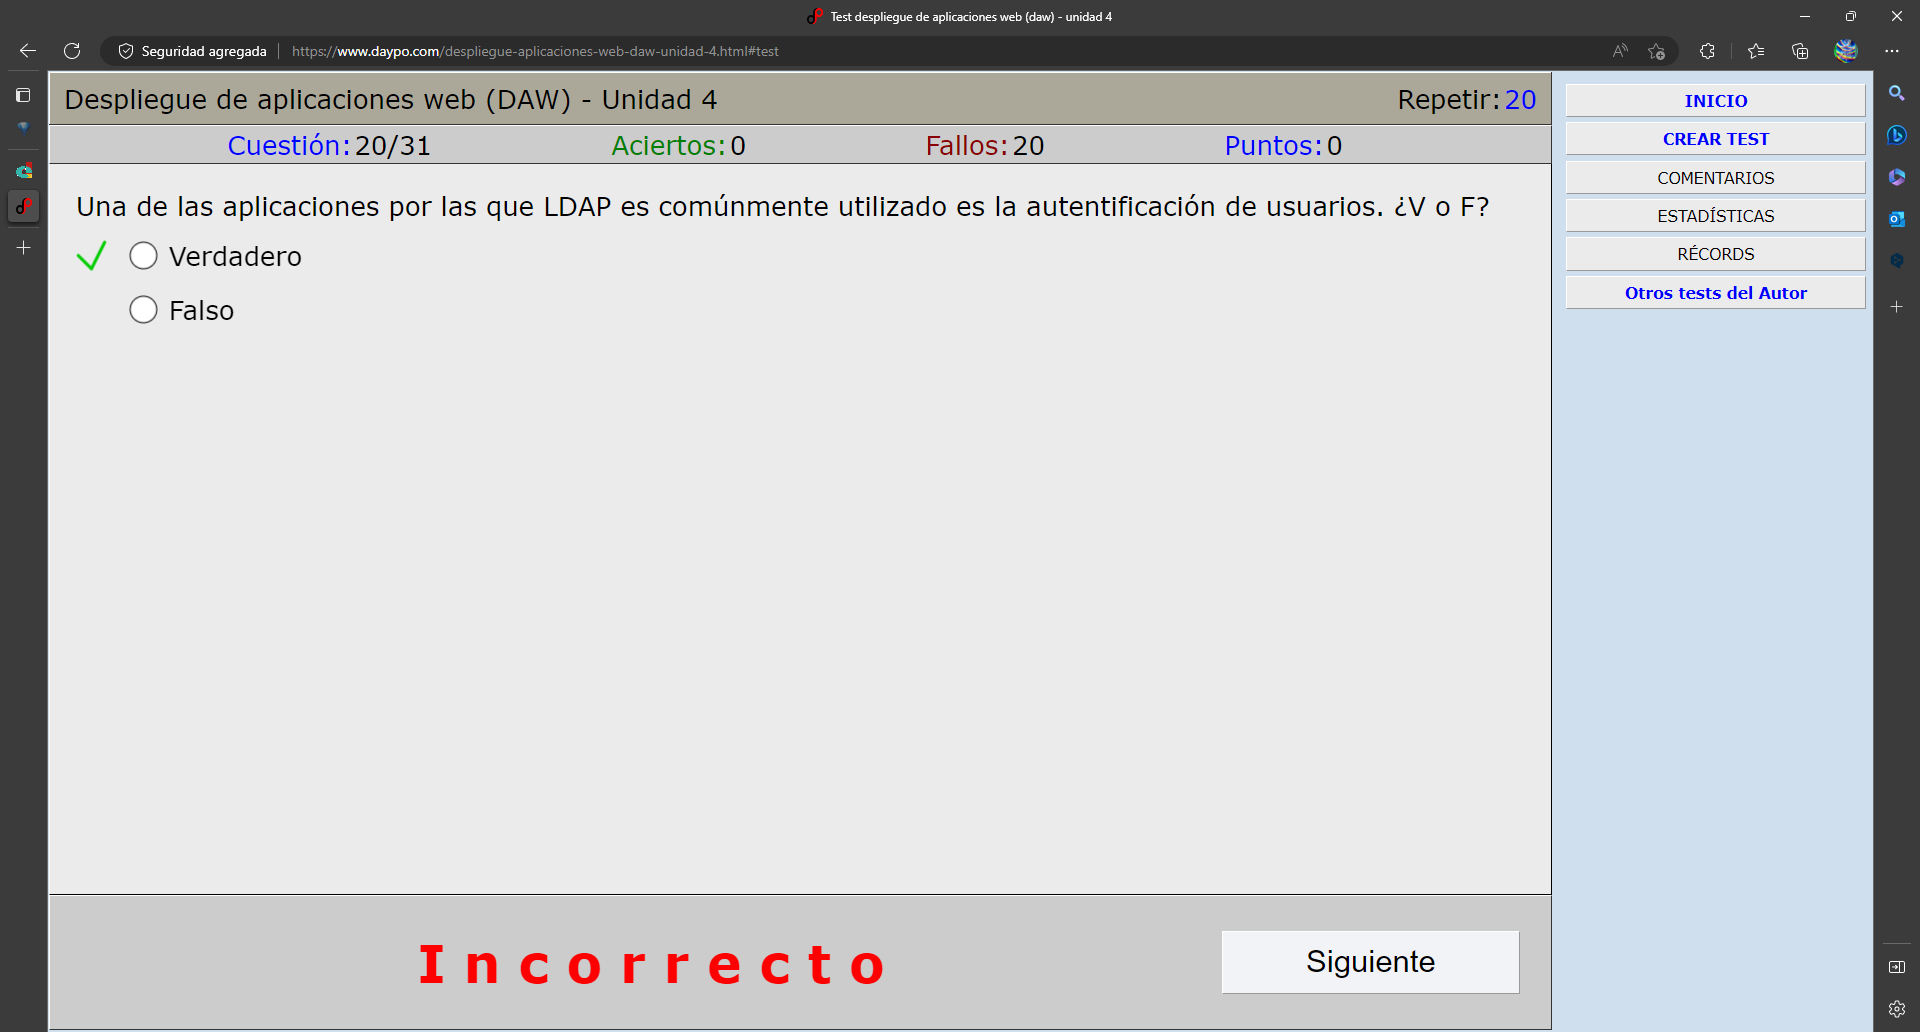 Test despliegue de aplicaciones web (daw) - unidad 4
Seguridad agregada
https://www.daypo.com/despliegue-aplicaciones-web-daw-unidad-4.html#test
Despliegue de aplicaciones web (DAW) - Unidad 4
Repetir: 20
Cuestión: 20/31
Aciertos: 0
Fallos: 20
Puntos: 0
Una de las aplicaciones por las que LDAP es comúnmente utilizado es la autentificación de usuarios. ¿V o F?
Verdadero
Falso
Incorrecto
Siguiente
INICIO
CREAR TEST
COMENTARIOS
ESTADÍSTICAS
RÉCORDS
Otros tests del Autor